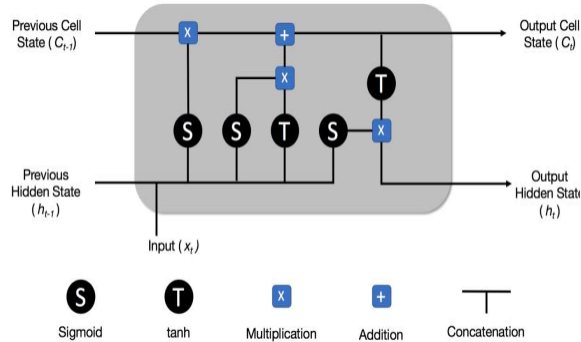 Previous Cell
State (Ct-1)
x
+
Output Cell
State (Ct)
x
T
S
S
T
S
x
Previous
Hidden State
(ht-1)
Output
Hidden State
(ht)
Input (xt)
S
T
x
+
Sigmoid
tanh
Multiplication
Addition
Concatenation